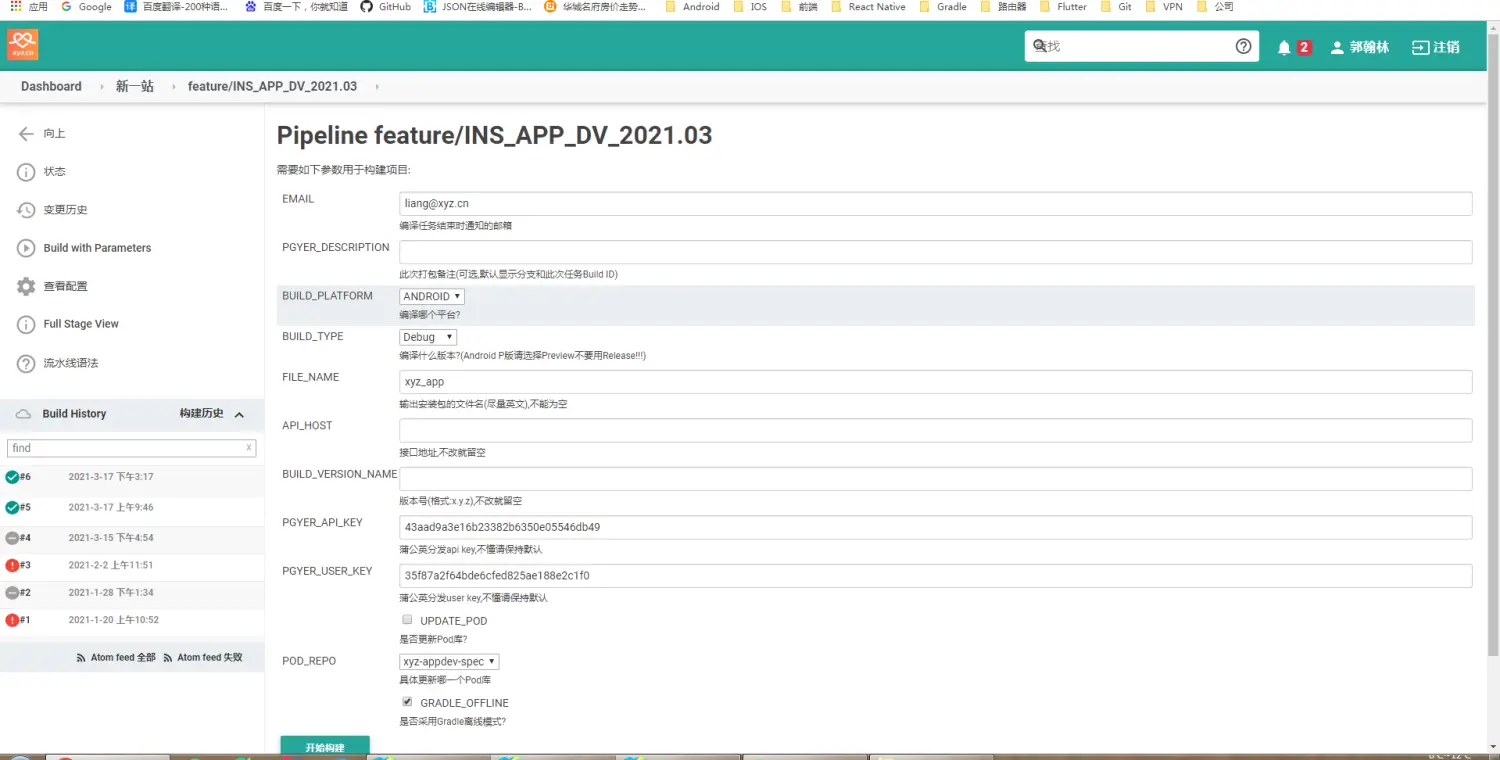 应用 Google 百度翻译-200种语... 百度一下，你就知道 GitHub JSON在线编辑器-B... 华城名府房价走势... Android IOS 前端 React Native Gradle 路由器 Flutter Git VPN 公司
xyz.cn 查找 2 郭翰林 注销
Dashboard 新一站 feature/INS_APP_DV_2021.03
向上
状态
变更历史
Build with Parameters
查看配置
Full Stage View
流水线语法
Build History 构建历史
find x
#6 2021-3-17 下午3:17
#5 2021-3-17 上午9:46
#4 2021-3-15 下午4:54
#3 2021-2-2 上午11:51
#2 2021-1-28 下午1:34
#1 2021-1-20 上午10:52
Atom feed 全部 Atom feed 失败
Pipeline feature/INS_APP_DV_2021.03
需要如下参数用于构建项目:
EMAIL liang@xyz.cn
编译任务结束时通知的邮箱
PGYER_DESCRIPTION
此次打包备注(可选,默认显示分支和此次任务Build ID)
BUILD_PLATFORM ANDROID
编译哪个平台?
BUILD_TYPE Debug
编译什么版本?(Android P版请选择Preview不要用Release!!!)
FILE_NAME xyz_app
输出安装包的文件名(尽量英文),不能为空
API_HOST
接口地址,不改就留空
BUILD_VERSION_NAME
版本号(格式:x.y.z),不改就留空
PGYER_API_KEY 43aad9a3e16b23382b6350e05546db49
蒲公英分发api key,不懂请保持默认
PGYER_USER_KEY 35f87a2f64bde6cfed825ae188e2c1f0
蒲公英分发user key,不懂请保持默认
UPDATE_POD
是否更新Pod库?
POD_REPO xyz-appdev-spec
具体更新哪一个Pod库
GRADLE_OFFLINE
是否采用Gradle离线模式?
开始构建